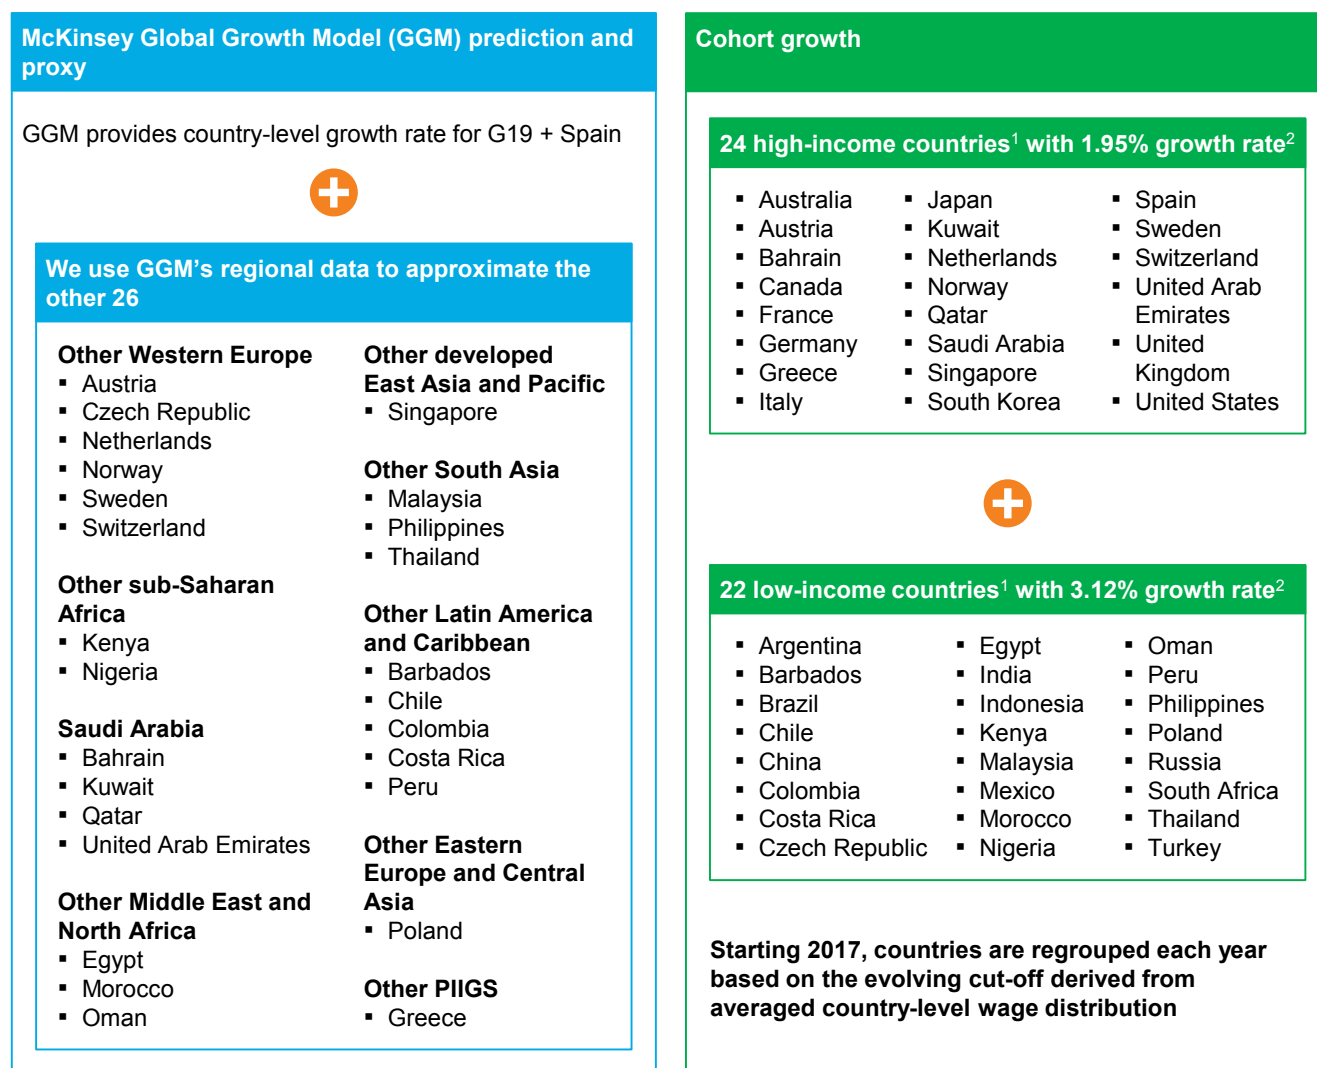 McKinsey Global Growth Model (GGM) prediction and
proxy
GGM provides country-level growth rate for G19 + Spain
We use GGM's regional data to approximate the
other 26
Other Western Europe
▪ Austria
▪ Czech Republic
▪ Netherlands
▪ Norway
▪ Sweden
▪ Switzerland
Other sub-Saharan
Africa
▪ Kenya
▪ Nigeria
Saudi Arabia
▪ Bahrain
▪ Kuwait
▪ Qatar
▪ United Arab Emirates
Other Middle East and
North Africa
▪ Egypt
▪ Morocco
▪ Oman
Other developed
East Asia and Pacific
▪ Singapore
Other South Asia
▪ Malaysia
▪ Philippines
▪ Thailand
Other Latin America
and Caribbean
▪ Barbados
▪ Chile
▪ Colombia
▪ Costa Rica
▪ Peru
Other Eastern
Europe and Central
Asia
▪ Poland
Other PIIGS
▪ Greece
Cohort growth
24 high-income countries¹ with 1.95% growth rate²
▪ Australia
▪ Austria
▪ Bahrain
▪ Canada
▪ France
▪ Germany
▪ Greece
▪ Italy
▪ Japan
▪ Kuwait
▪ Netherlands
▪ Norway
▪ Qatar
▪ Saudi Arabia
▪ Singapore
▪ South Korea
▪ Spain
▪ Sweden
▪ Switzerland
▪ United Arab
Emirates
▪ United
Kingdom
▪ United States
22 low-income countries¹ with 3.12% growth rate²
▪ Argentina
▪ Barbados
▪ Brazil
▪ Chile
▪ China
▪ Colombia
▪ Costa Rica
▪ Czech Republic
▪ Egypt
▪ India
▪ Indonesia
▪ Kenya
▪ Malaysia
▪ Mexico
▪ Morocco
▪ Nigeria
▪ Oman
▪ Peru
▪ Philippines
▪ Poland
▪ Russia
▪ South Africa
▪ Thailand
▪ Turkey
Starting 2017, countries are regrouped each year
based on the evolving cut-off derived from
averaged country-level wage distribution